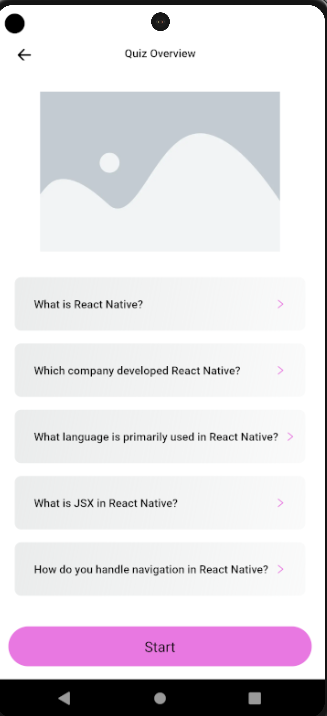 Quiz Overview
What is React Native?
Which company developed React Native?
What language is primarily used in React Native?
What is JSX in React Native?
How do you handle navigation in React Native?
Start